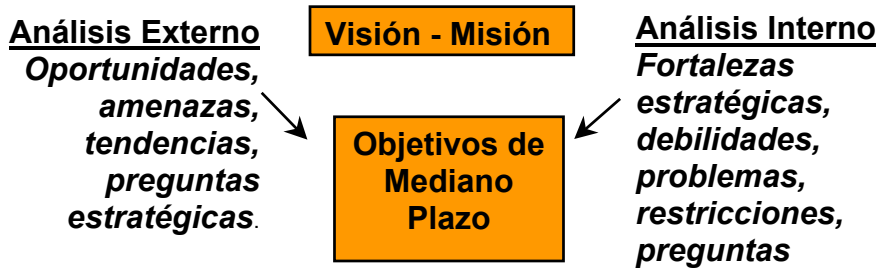 Análisis Externo
Oportunidades,
amenazas,
tendencias,
preguntas
estratégicas.
Visión - Misión
Objetivos de
Mediano
Plazo
Análisis Interno
Fortalezas
estratégicas,
debilidades,
problemas,
restricciones,
preguntas